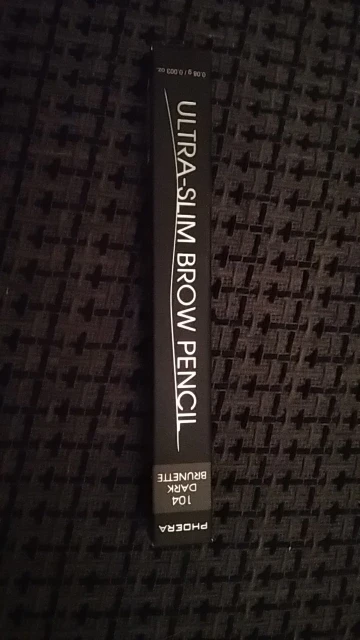 0.08 g / 0.003 oz.
ULTRA-SLIM BROW PENCIL
104
DARK
BRUNETTE
PHOERA